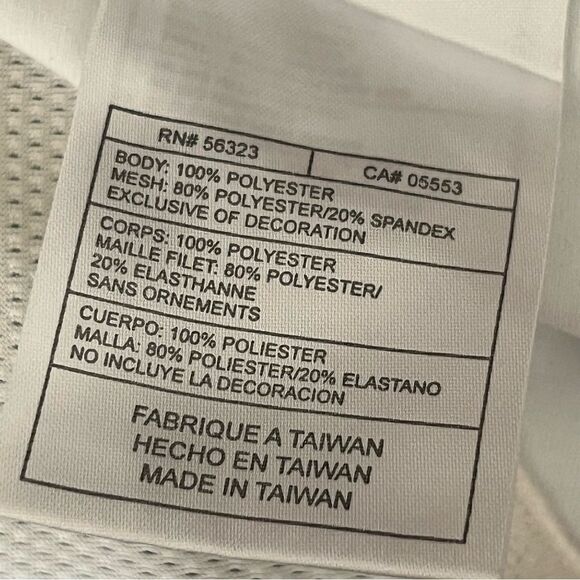 RN# 56323
CA# 05553
BODY: 100% POLYESTER
MESH: 80% POLYESTER/20% SPANDEX
EXCLUSIVE OF DECORATION
CORPS: 100% POLYESTER
MAILLE FILET: 80% POLYESTER/
20% ELASTHANNE
SANS ORNEMENTS
CUERPO: 100% POLIESTER
MALLA: 80% POLIESTER/20% ELASTANO
NO INCLUYE LA DECORACION
FABRIQUE A TAIWAN
HECHO EN TAIWAN
MADE IN TAIWAN